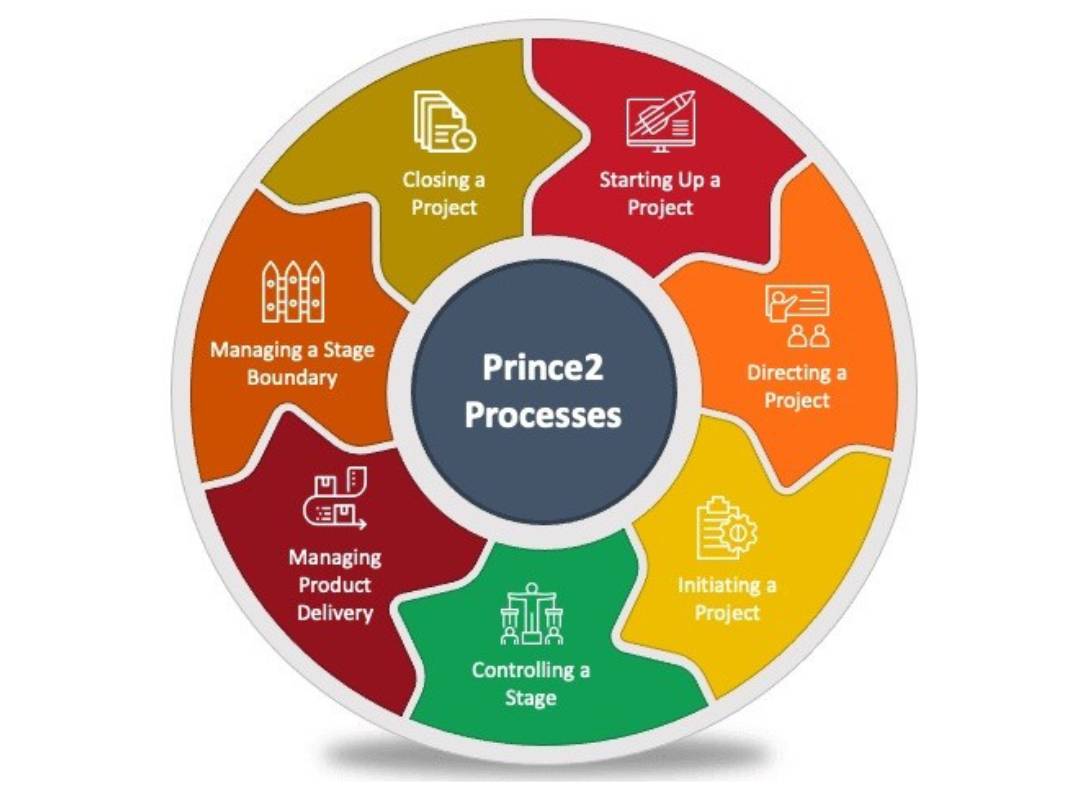 Prince2
Processes
Starting Up a
Project
Directing a
Project
Initiating a
Project
Controlling a
Stage
Managing
Product
Delivery
Managing a Stage
Boundary
Closing a
Project